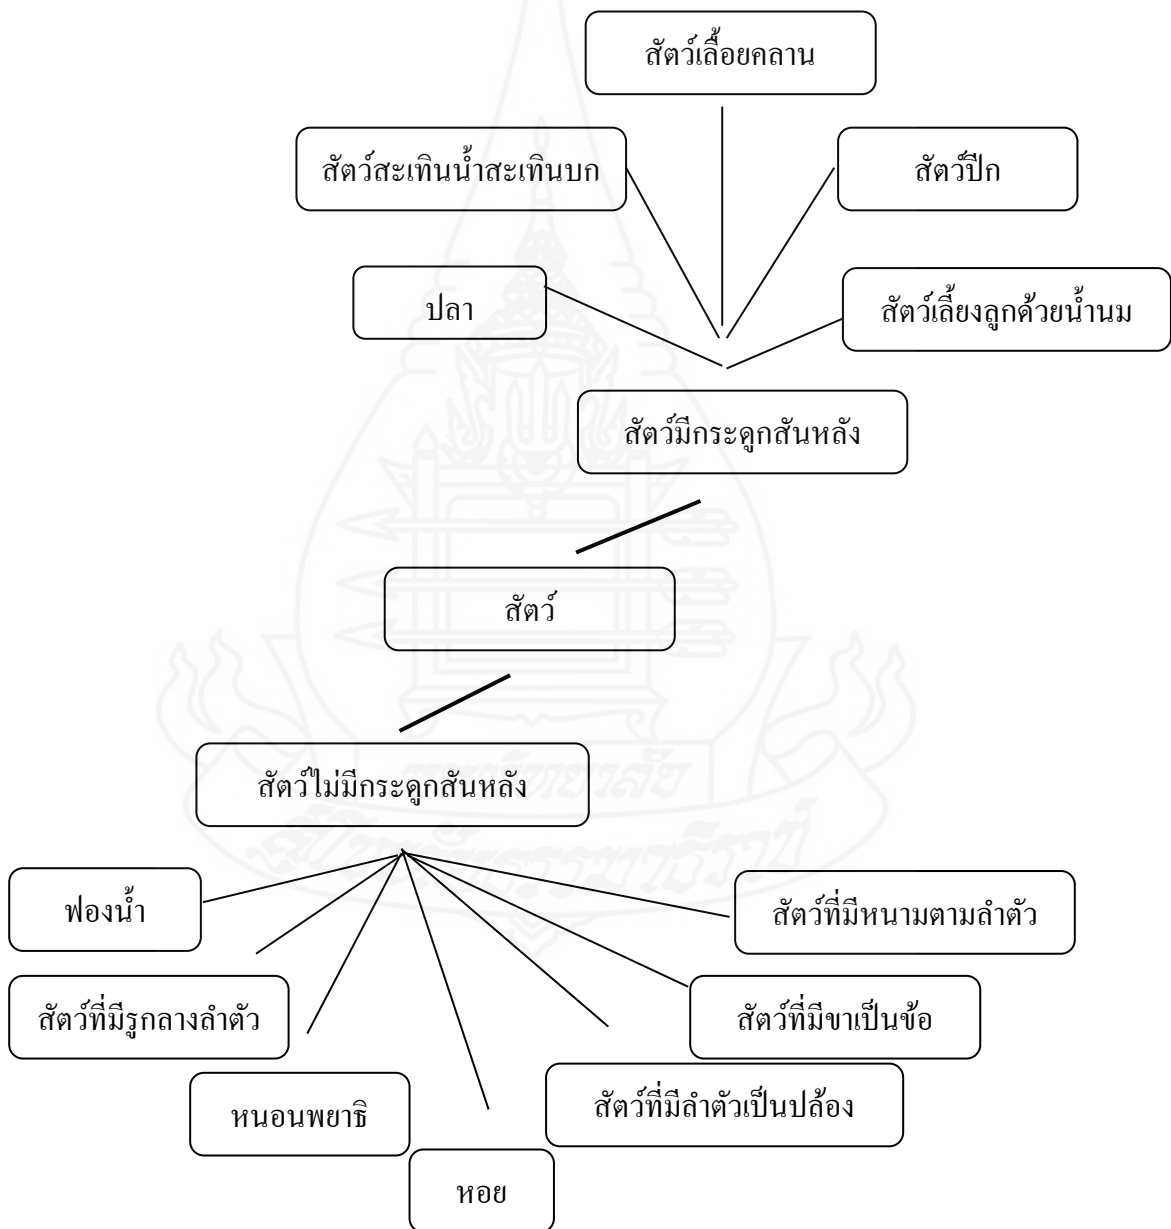 สัตว์เลื้อยคลาน
สัตว์สะเทินน้ำสะเทินบก
สัตว์ปีก
ปลา
สัตว์เลี้ยงลูกด้วยน้ำนม
สัตว์มีกระดูกสันหลัง
สัตว์
สัตว์ไม่มีกระดูกสันหลัง
ฟองน้ำ
สัตว์ที่มีหนามตามลำตัว
สัตว์ที่มีรูกลางลำตัว
สัตว์ที่มีขาเป็นข้อ
หนอนพยาธิ
สัตว์ที่มีลำตัวเป็นปล้อง
หอย